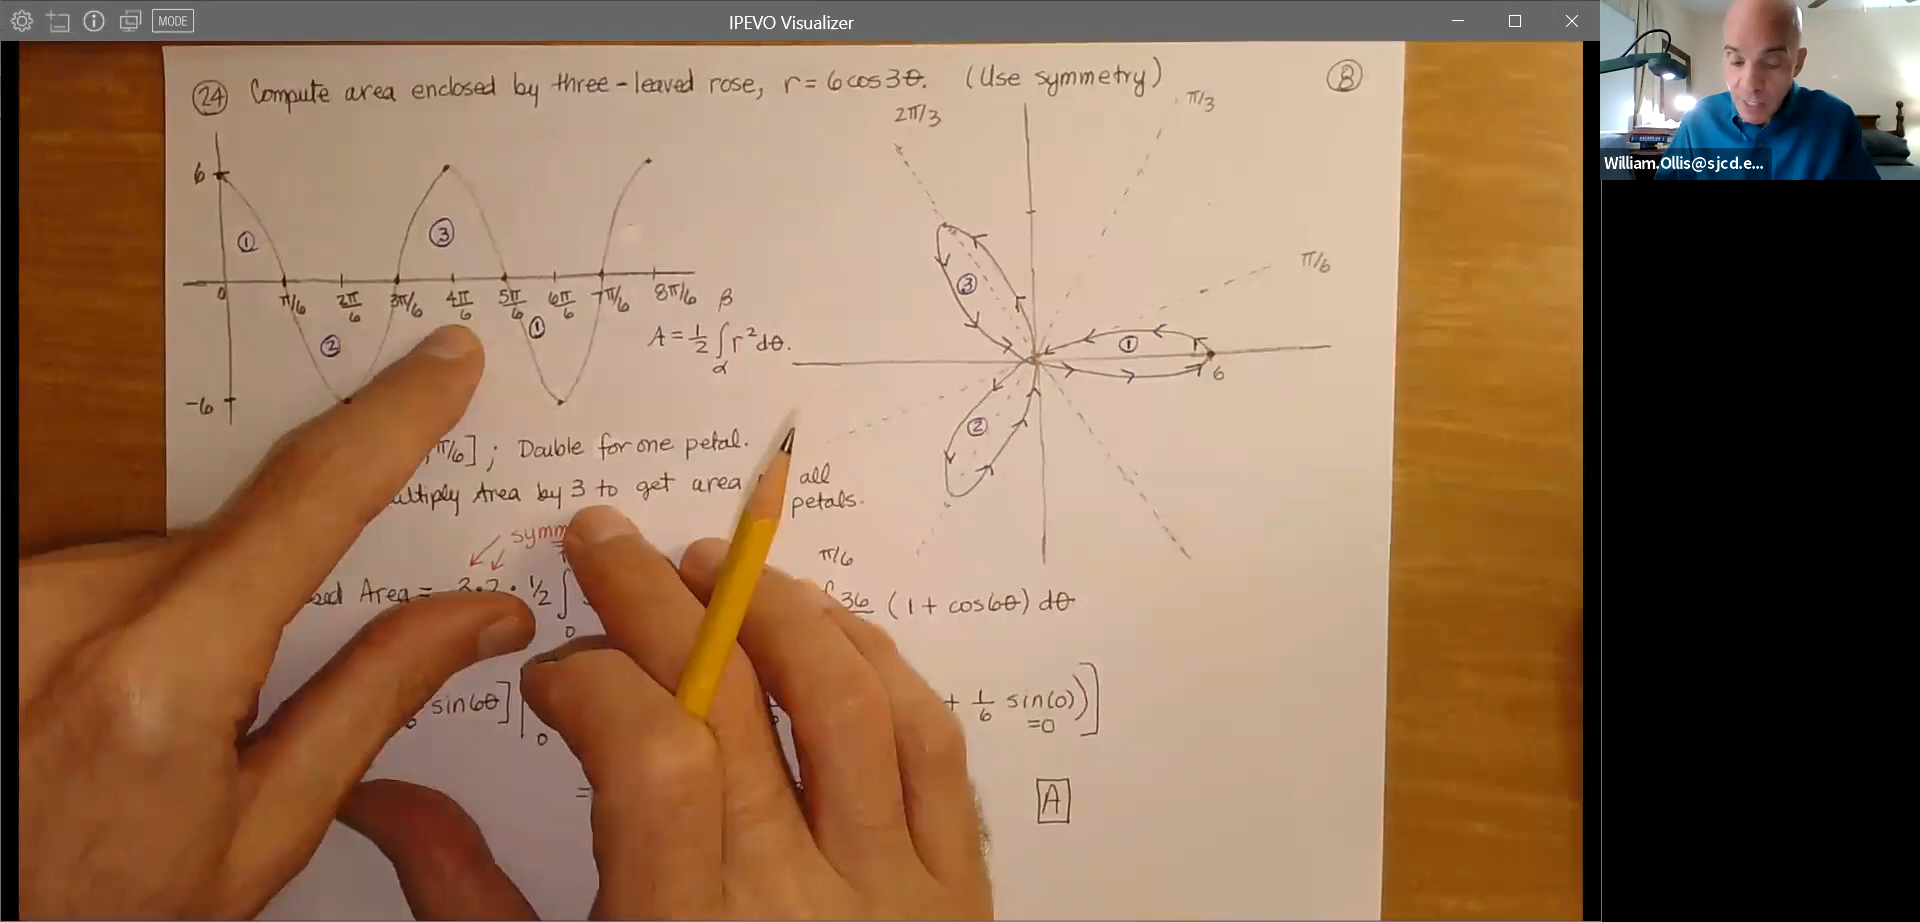 MODE
IPEVO Visualizer
William.Ollis@sjcd.e...
24 Compute area enclosed by three-leaved rose, r = 6cos3θ. (Use symmetry) 8
2π/3
π/3
π/6
6
0 π/6 2π/6 3π/6 4π/6 5π/6 6π/6 7π/6 8π/6
-6
1
2
3
1
A = 1/2 ∫ r² dθ.
β
α
3
1
6
2
π/6] ; Double for one petal.
Area by 3 to get area all
petals.
symm
Area = 3·2·1/2 ∫
0
π/6
36 (1 + cos6θ) dθ
sin6θ] |
0
+ 1/6 sin(0))]
=0
=
A